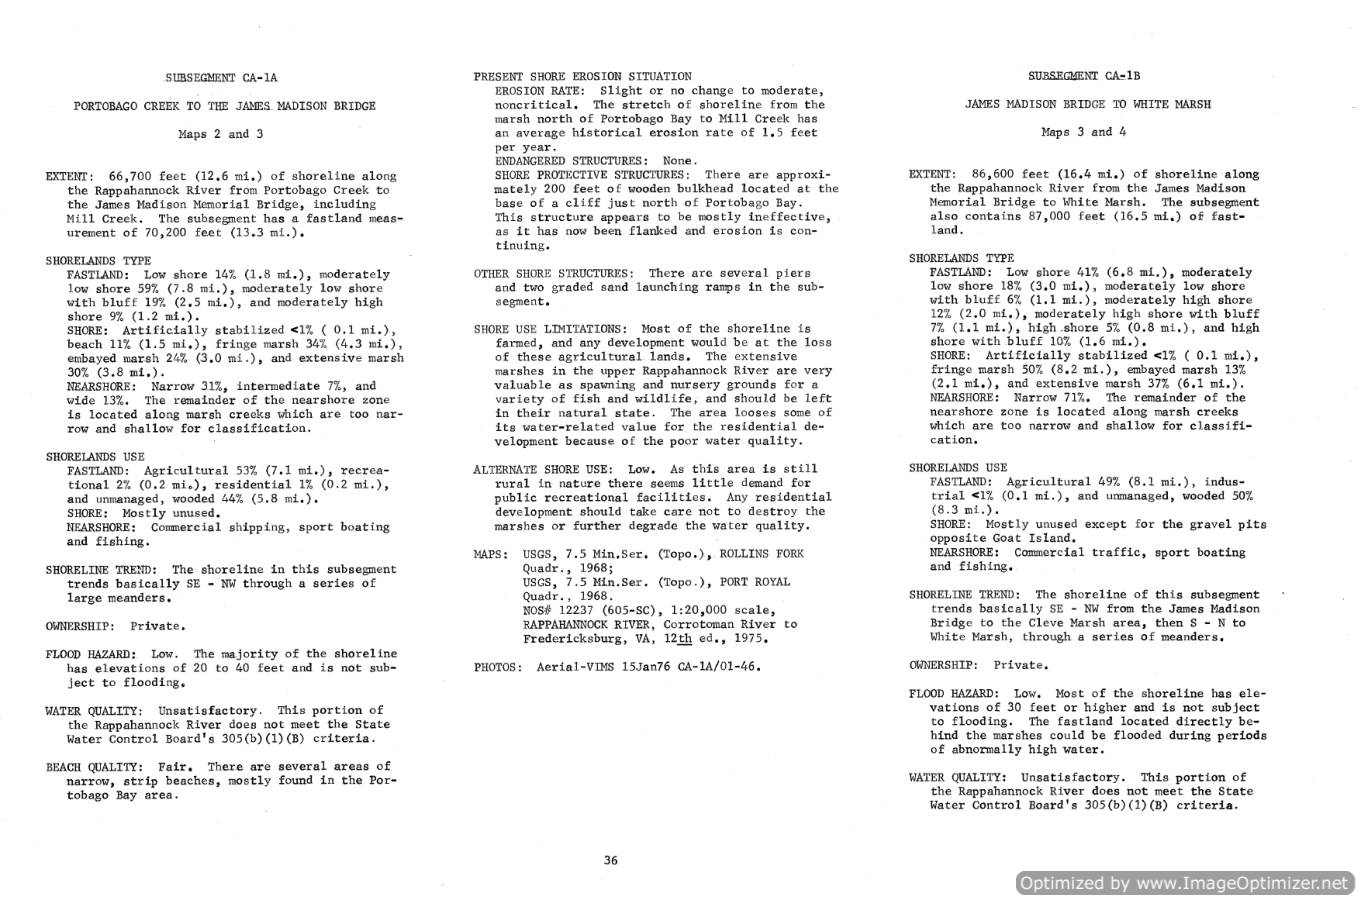 SUBSEGMENT CA-1A
PORTOBAGO CREEK TO THE JAMES MADISON BRIDGE
Maps 2 and 3
EXTENT: 66,700 feet (12.6 mi.) of shoreline along
the Rappahannock River from Portobago Creek to
the James Madison Memorial Bridge, including
Mill Creek. The subsegment has a fastland meas-
urement of 70,200 feet (13.3 mi.).
SHORELANDS TYPE
FASTLAND: Low shore 14% (1.8 mi.), moderately
low shore 59% (7.8 mi.), moderately low shore
with bluff 19% (2.5 mi.), and moderately high
shore 9% (1.2 mi.).
SHORE: Artificially stabilized <1% ( 0.1 mi.),
beach 11% (1.5 mi.), fringe marsh 34% (4.3 mi.),
embayed marsh 24% (3.0 mi.), and extensive marsh
30% (3.8 mi.).
NEARSHORE: Narrow 31%, intermediate 7%, and
wide 13%. The remainder of the nearshore zone
is located along marsh creeks which are too nar-
row and shallow for classification.
SHORELANDS USE
FASTLAND: Agricultural 53% (7.1 mi.), recrea-
tional 2% (0.2 mi.), residential 1% (0.2 mi.),
and unmanaged, wooded 44% (5.8 mi.).
SHORE: Mostly unused.
NEARSHORE: Commercial shipping, sport boating
and fishing.
SHORELINE TREND: The shoreline in this subsegment
trends basically SE - NW through a series of
large meanders.
OWNERSHIP: Private.
FLOOD HAZARD: Low. The majority of the shoreline
has elevations of 20 to 40 feet and is not sub-
ject to flooding.
WATER QUALITY: Unsatisfactory. This portion of
the Rappahannock River does not meet the State
Water Control Board's 305(b)(1)(B) criteria.
BEACH QUALITY: Fair. There are several areas of
narrow, strip beaches, mostly found in the Por-
tobago Bay area.
PRESENT SHORE EROSION SITUATION
EROSION RATE: Slight or no change to moderate,
noncritical. The stretch of shoreline from the
marsh north of Portobago Bay to Mill Creek has
an average historical erosion rate of 1.5 feet
per year.
ENDANGERED STRUCTURES: None.
SHORE PROTECTIVE STRUCTURES: There are approxi-
mately 200 feet of wooden bulkhead located at the
base of a cliff just north of Portobago Bay.
This structure appears to be mostly ineffective,
as it has now been flanked and erosion is con-
tinuing.
OTHER SHORE STRUCTURES: There are several piers
and two graded sand launching ramps in the sub-
segment.
SHORE USE LIMITATIONS: Most of the shoreline is
farmed, and any development would be at the loss
of these agricultural lands. The extensive
marshes in the upper Rappahannock River are very
valuable as spawning and nursery grounds for a
variety of fish and wildlife, and should be left
in their natural state. The area looses some of
its water-related value for the residential de-
velopment because of the poor water quality.
ALTERNATE SHORE USE: Low. As this area is still
rural in nature there seems little demand for
public recreational facilities. Any residential
development should take care not to destroy the
marshes or further degrade the water quality.
MAPS: USGS, 7.5 Min.Ser. (Topo.), ROLLINS FORK
Quadr., 1968;
USGS, 7.5 Min.Ser. (Topo.), PORT ROYAL
Quadr., 1968.
NOS# 12237 (605-SC), 1:20,000 scale,
RAPPAHANNOCK RIVER, Corrotoman River to
Fredericksburg, VA, 12th ed., 1975.
PHOTOS: Aerial-VIMS 15Jan76 CA-1A/01-46.
SUBSEGMENT CA-1B
JAMES MADISON BRIDGE TO WHITE MARSH
Maps 3 and 4
EXTENT: 86,600 feet (16.4 mi.) of shoreline along
the Rappahannock River from the James Madison
Memorial Bridge to White Marsh. The subsegment
also contains 87,000 feet (16.5 mi.) of fast-
land.
SHORELANDS TYPE
FASTLAND: Low shore 41% (6.8 mi.), moderately
low shore 18% (3.0 mi.), moderately low shore
with bluff 6% (1.1 mi.), moderately high shore
12% (2.0 mi.), moderately high shore with bluff
7% (1.1 mi.), high shore 5% (0.8 mi.), and high
shore with bluff 10% (1.6 mi.).
SHORE: Artificially stabilized <1% ( 0.1 mi.),
fringe marsh 50% (8.2 mi.), embayed marsh 13%
(2.1 mi.), and extensive marsh 37% (6.1 mi.).
NEARSHORE: Narrow 71%. The remainder of the
nearshore zone is located along marsh creeks
which are too narrow and shallow for classifi-
cation.
SHORELANDS USE
FASTLAND: Agricultural 49% (8.1 mi.), indus-
trial <1% (0.1 mi.), and unmanaged, wooded 50%
(8.3 mi.).
SHORE: Mostly unused except for the gravel pits
opposite Goat Island.
NEARSHORE: Commercial traffic, sport boating
and fishing.
SHORELINE TREND: The shoreline of this subsegment
trends basically SE - NW from the James Madison
Bridge to the Cleve Marsh area, then S - N to
White Marsh, through a series of meanders.
OWNERSHIP: Private.
FLOOD HAZARD: Low. Most of the shoreline has ele-
vations of 30 feet or higher and is not subject
to flooding. The fastland located directly be-
hind the marshes could be flooded during periods
of abnormally high water.
WATER QUALITY: Unsatisfactory. This portion of
the Rappahannock River does not meet the State
Water Control Board's 305(b)(1)(B) criteria.
36
Optimized by www.ImageOptimizer.net